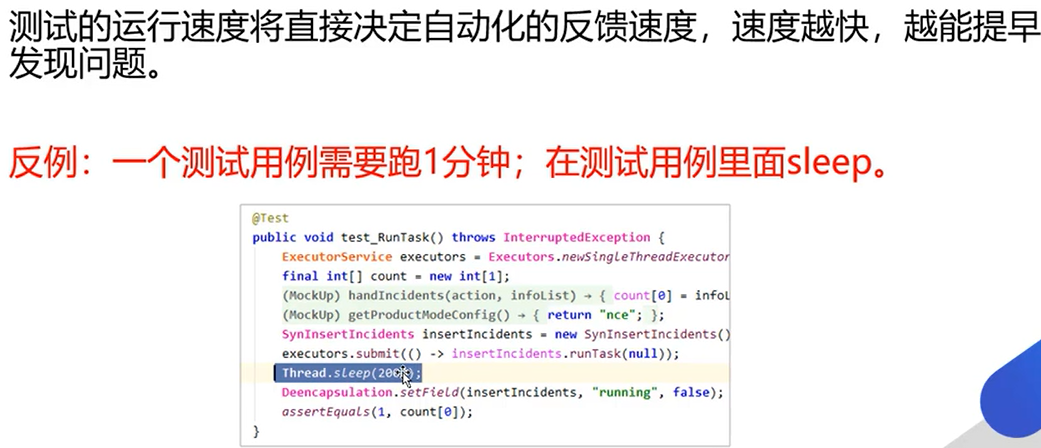 测试的运行速度将直接决定自动化的反馈速度，速度越快，越能提早
发现问题。
反例：一个测试用例需要跑1分钟；在测试用例里面sleep。
@Test
public void test_RunTask() throws InterruptedException {
ExecutorService executors = Executors.newSingleThreadExecutor
final int[] count = new int[1];
(MockUp) handIncidents(action, infoList) → { count[0] = infoL
(MockUp) getProductModeConfig() → { return "nce"; };
SynInsertIncidents insertIncidents = new SynInsertIncidents()
executors.submit(() -> insertIncidents.runTask(null));
Thread.sleep(200);
Deencapsulation.setField(insertIncidents, "running", false);
assertEquals(1, count[0]);
}